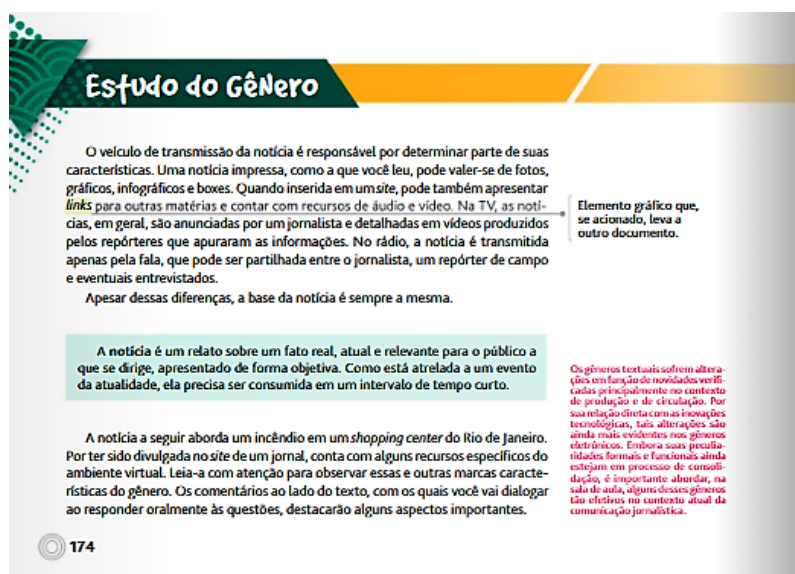 Estudo do GêNero
O veículo de transmissão da notícia é responsável por determinar parte de suas
características. Uma notícia impressa, como a que você leu, pode valer-se de fotos,
gráficos, infográficos e boxes. Quando inserida em um site, pode também apresentar
links para outras matérias e contar com recursos de áudio e vídeo. Na TV, as notí-
cias, em geral, são anunciadas por um jornalista e detalhadas em vídeos produzidos
pelos repórteres que apuraram as informações. No rádio, a notícia é transmitida
apenas pela fala, que pode ser partilhada entre o jornalista, um repórter de campo
e eventuais entrevistados.
Apesar dessas diferenças, a base da notícia é sempre a mesma.
Elemento gráfico que,
se acionado, leva a
outro documento.
A notícia é um relato sobre um fato real, atual e relevante para o público a
que se dirige, apresentado de forma objetiva. Como está atrelada a um evento
da atualidade, ela precisa ser consumida em um intervalo de tempo curto.
Os gêneros textuais sofrem altera-
ções em função de novidades verifi-
cadas principalmente no contexto
de produção e de circulação. Por
sua relação direta com as inovações
tecnológicas, tais alterações são
ainda mais evidentes nos gêneros
eletrônicos. Embora suas peculia-
ridades formais e funcionais ainda
estejam em processo de consoli-
dação, é importante abordar, na
sala de aula, alguns desses gêneros
tão efetivos no contexto atual da
comunicação jornalística.
A notícia a seguir aborda um incêndio em um shopping center do Rio de Janeiro.
Por ter sido divulgada no site de um jornal, conta com alguns recursos específicos do
ambiente virtual. Leia-a com atenção para observar essas e outras marcas caracte-
rísticas do gênero. Os comentários ao lado do texto, com os quais você vai dialogar
ao responder oralmente às questões, destacarão alguns aspectos importantes.
174